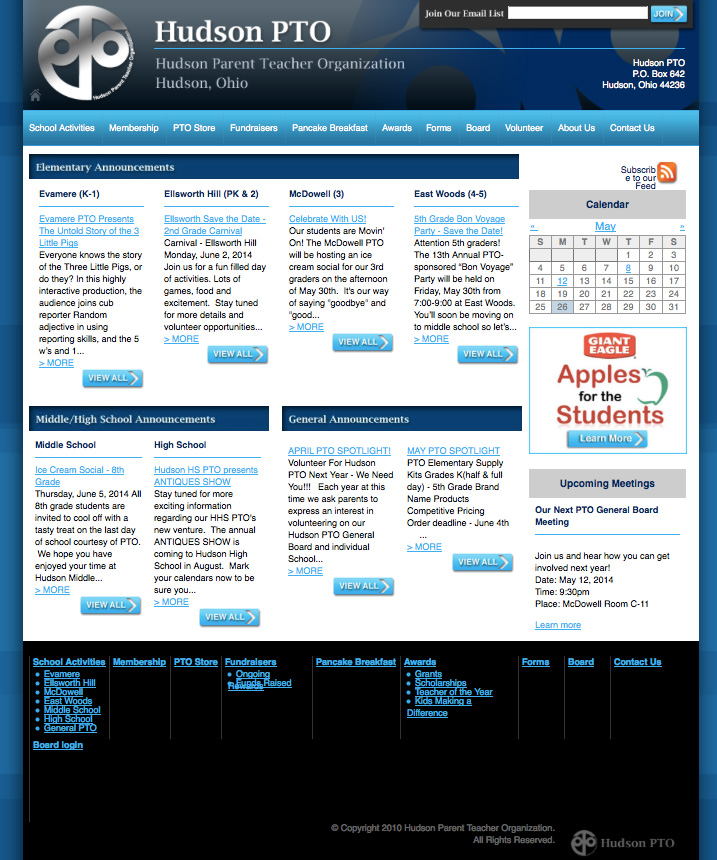 Join Our Email List
JOIN
Hudson PTO
Hudson Parent Teacher Organization
Hudson, Ohio
Hudson Parent Teacher Organization
Hudson PTO
P.O. Box 642
Hudson, Ohio 44236
School Activities Membership PTO Store Fundraisers Pancake Breakfast Awards Forms Board Volunteer About Us Contact Us
Elementary Announcements
Evamere (K-1)
Evamere PTO Presents
The Untold Story of the 3
Little Pigs
Everyone knows the story
of the Three Little Pigs, or
do they? In this highly
interactive production, the
audience joins cub
reporter Random
adjective in using
reporting skills, and the 5
w's and 1...
> MORE
VIEW ALL
Ellsworth Hill (PK & 2)
Ellsworth Save the Date -
2nd Grade Carnival
Carnival - Ellsworth Hill
Monday, June 2, 2014
Join us for a fun filled day
of activities. Lots of
games, food and
excitement. Stay tuned
for more details and
volunteer opportunities...
> MORE
VIEW ALL
McDowell (3)
Celebrate With US!
Our students are Movin'
On! The McDowell PTO
will be hosting an ice
cream social for our 3rd
graders on the afternoon
of May 30th. It's our way
of saying “goodbye” and
“good...
> MORE
VIEW ALL
East Woods (4-5)
5th Grade Bon Voyage
Party - Save the Date!
Attention 5th graders!
The 13th Annual PTO-
sponsored “Bon Voyage”
Party will be held on
Friday, May 30th from
7:00-9:00 at East Woods.
You'll soon be moving on
to middle school so let's...
> MORE
VIEW ALL
Subscrib
e to our
Feed
Calendar
« May »
S M T W T F S
1 2 3
4 5 6 7 8 9 10
11 12 13 14 15 16 17
18 19 20 21 22 23 24
25 26 27 28 29 30 31
GIANT
EAGLE
Apples
for the
Students
Learn More
Middle/High School Announcements
Middle School
Ice Cream Social - 8th
Grade
Thursday, June 5, 2014 All
8th grade students are
invited to cool off with a
tasty treat on the last day
of school courtesy of PTO.
We hope you have
enjoyed your time at
Hudson Middle...
> MORE
VIEW ALL
High School
Hudson HS PTO presents
ANTIQUES SHOW
Stay tuned for more
exciting information
regarding our HHS PTO's
new venture. The annual
ANTIQUES SHOW is
coming to Hudson High
School in August. Mark
your calendars now to be
sure you...
> MORE
VIEW ALL
General Announcements
APRIL PTO SPOTLIGHT!
Volunteer For Hudson
PTO Next Year - We Need
You!!! Each year at this
time we ask parents to
express an interest in
volunteering on our
Hudson PTO General
Board and individual
School...
> MORE
VIEW ALL
MAY PTO SPOTLIGHT
PTO Elementary Supply
Kits Grades K(half & full
day) - 5th Grade Brand
Name Products
Competitive Pricing
Order deadline - June 4th
...
> MORE
VIEW ALL
Upcoming Meetings
Our Next PTO General Board
Meeting
Join us and hear how you can get
involved next year!
Date: May 12, 2014
Time: 9:30pm
Place: McDowell Room C-11
Learn more
School Activities
Evamere
Ellsworth Hill
McDowell
East Woods
Middle School
High School
General PTO
Membership
PTO Store
Fundraisers
Ongoing
Rewards
Funds Raised
Pancake Breakfast
Awards
Grants
Scholarships
Teacher of the Year
Kids Making a
Difference
Forms
Board
Contact Us
Board login
© Copyright 2010 Hudson Parent Teacher Organization.
All Rights Reserved.
Hudson PTO